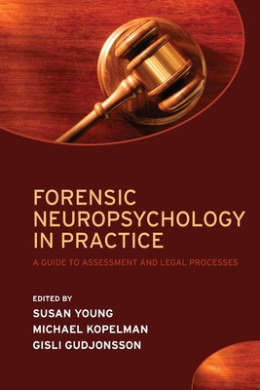 FORENSIC
NEUROPSYCHOLOGY
IN PRACTICE
A GUIDE TO ASSESSMENT AND LEGAL PROCESSES
EDITED BY
SUSAN YOUNG
MICHAEL KOPELMAN
GISLI GUDJONSSON